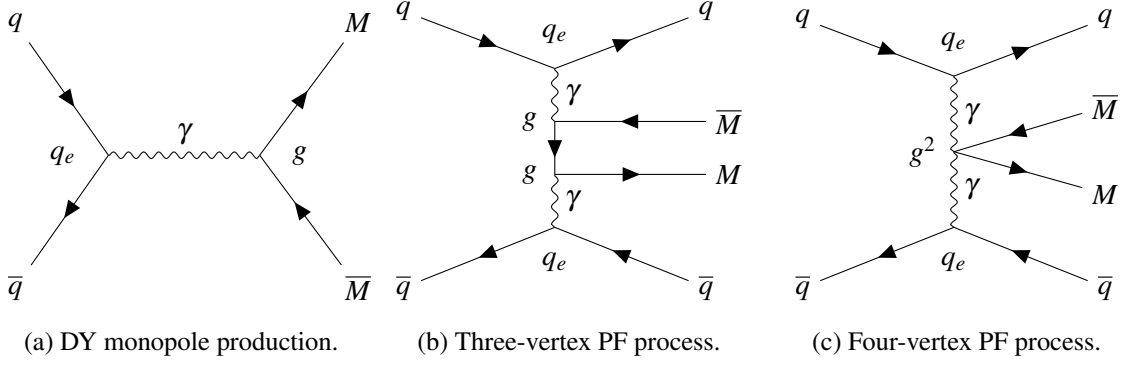 q
M
γ
q_e
g
q̅
M̅
(a) DY monopole production.
q
q_e
q
γ
g
M̅
g
M
γ
q̅
q_e
q̅
(b) Three-vertex PF process.
q
q_e
q
γ
M̅
g²
γ
M
q̅
q_e
q̅
(c) Four-vertex PF process.